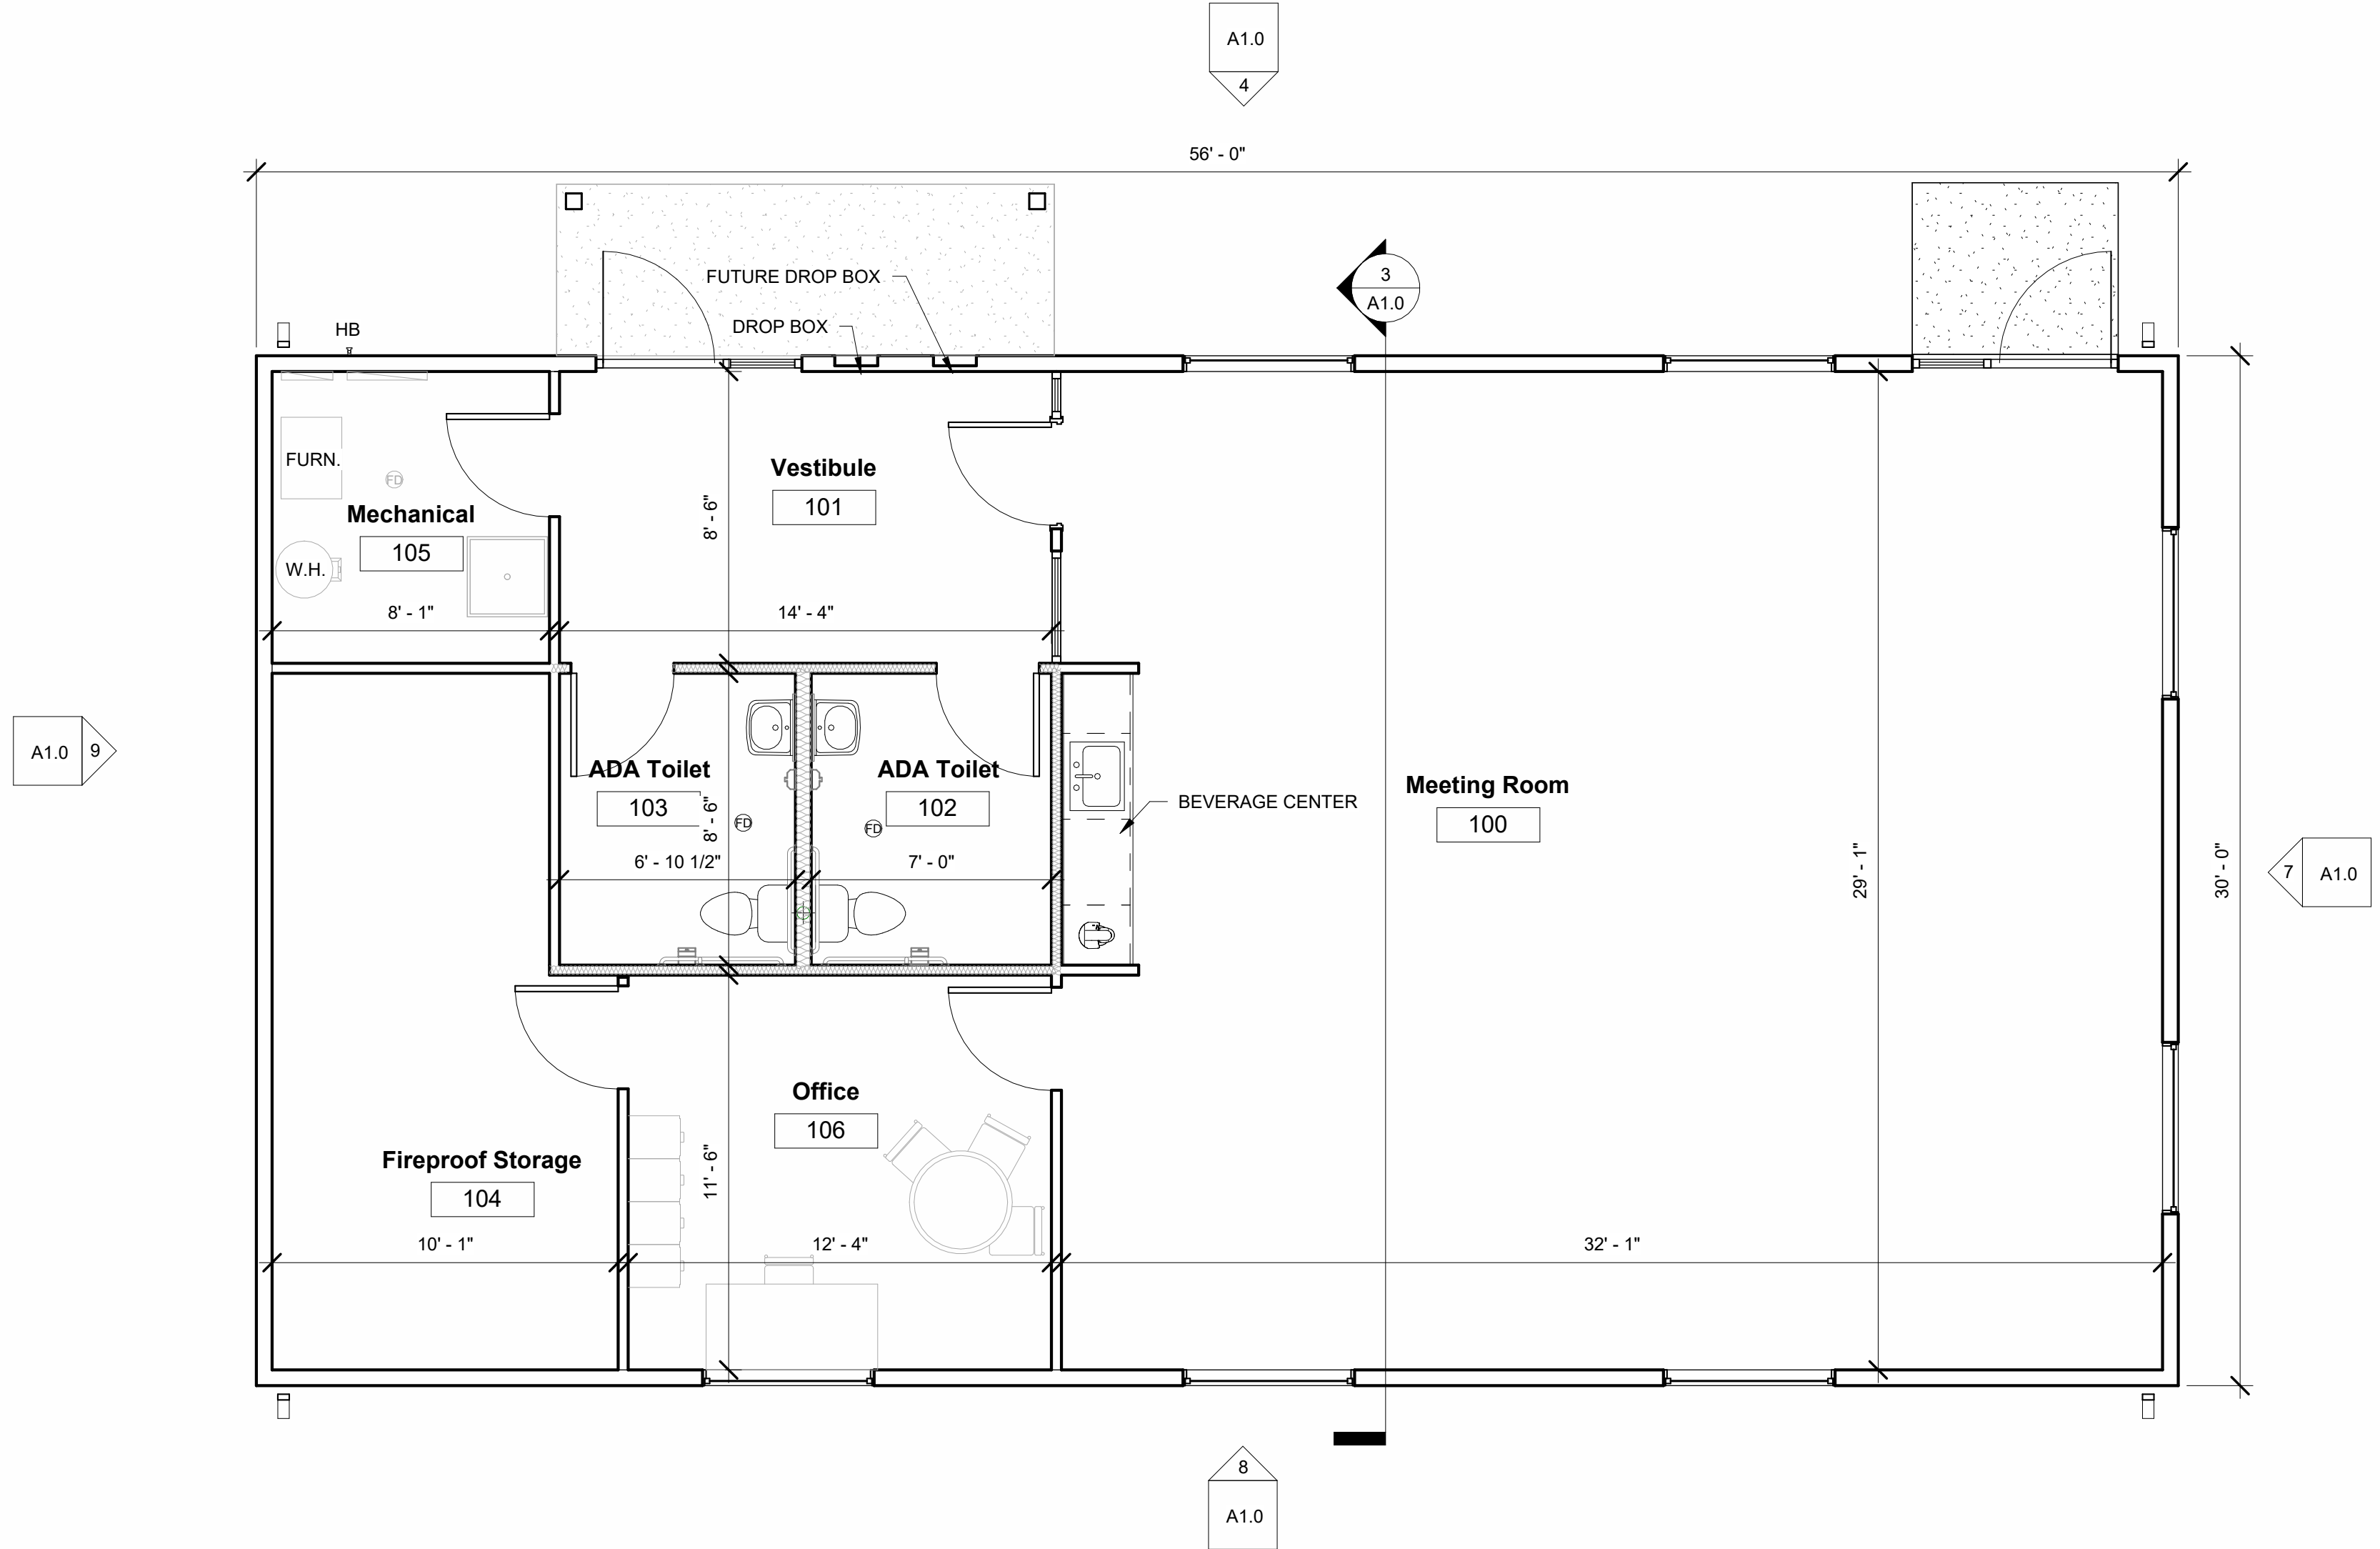 A1.0
4
56' - 0"
FUTURE DROP BOX
3
A1.0
DROP BOX
HB
FURN.
FD
Vestibule
101
8' - 6"
Mechanical
105
W.H.
8' - 1"
14' - 4"
A1.0
9
ADA Toilet
103
8' - 6"
FD
ADA Toilet
102
FD
6' - 10 1/2"
7' - 0"
BEVERAGE CENTER
Meeting Room
100
29' - 1"
30' - 0"
7
A1.0
Office
106
11' - 6"
Fireproof Storage
104
10' - 1"
12' - 4"
32' - 1"
8
A1.0